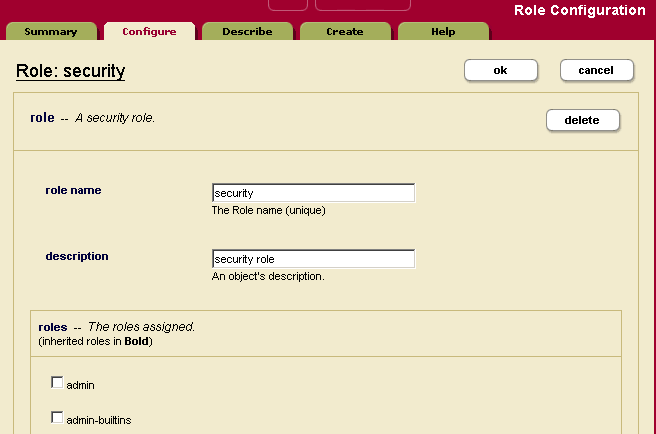 Role Configuration
Summary Configure Describe Create Help
Role: security ok cancel
role -- A security role. delete
role name security
The Role name (unique)
description security role
An object's description.
roles -- The roles assigned.
(inherited roles in Bold)
admin
admin-builtins